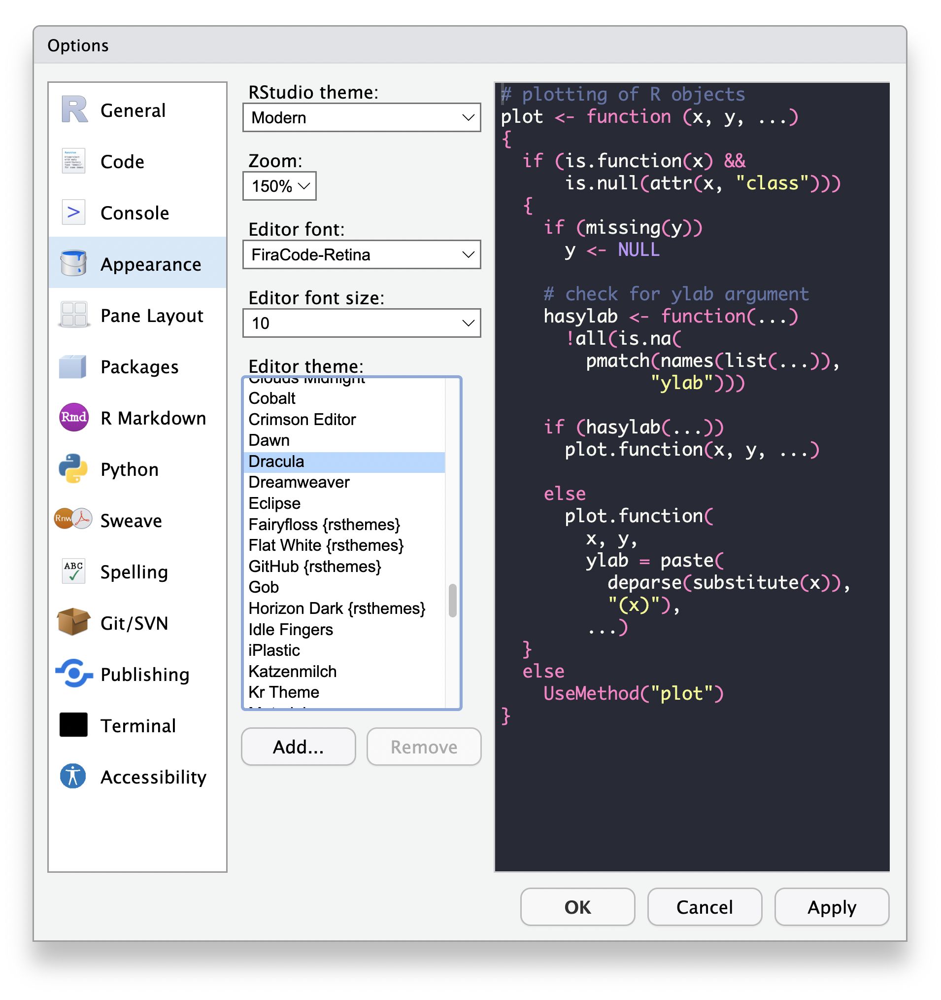 Options
General
Code
Console
Appearance
Pane Layout
Packages
Rmd
R Markdown
Python
Rnw
Sweave
ABC
Spelling
Git/SVN
Publishing
Terminal
Accessibility
RStudio theme:
Modern
Zoom:
150%
Editor font:
FiraCode-Retina
Editor font size:
10
Editor theme:
Clouds Midnight
Cobalt
Crimson Editor
Dawn
Dracula
Dreamweaver
Eclipse
Fairyfloss {rsthemes}
Flat White {rsthemes}
GitHub {rsthemes}
Gob
Horizon Dark {rsthemes}
Idle Fingers
iPlastic
Katzenmilch
Kr Theme
Add...
Remove
# plotting of R objects
plot <- function (x, y, ...)
{
  if (is.function(x) &&
      is.null(attr(x, "class")))
  {
    if (missing(y))
      y <- NULL

    # check for ylab argument
    hasylab <- function(...)
      !all(is.na(
        pmatch(names(list(...)),
              "ylab")))

    if (hasylab(...))
      plot.function(x, y, ...)

    else
      plot.function(
        x, y,
        ylab = paste(
          deparse(substitute(x)),
          "(x)"),
        ...)
  }
  else
    UseMethod("plot")
}
OK
Cancel
Apply